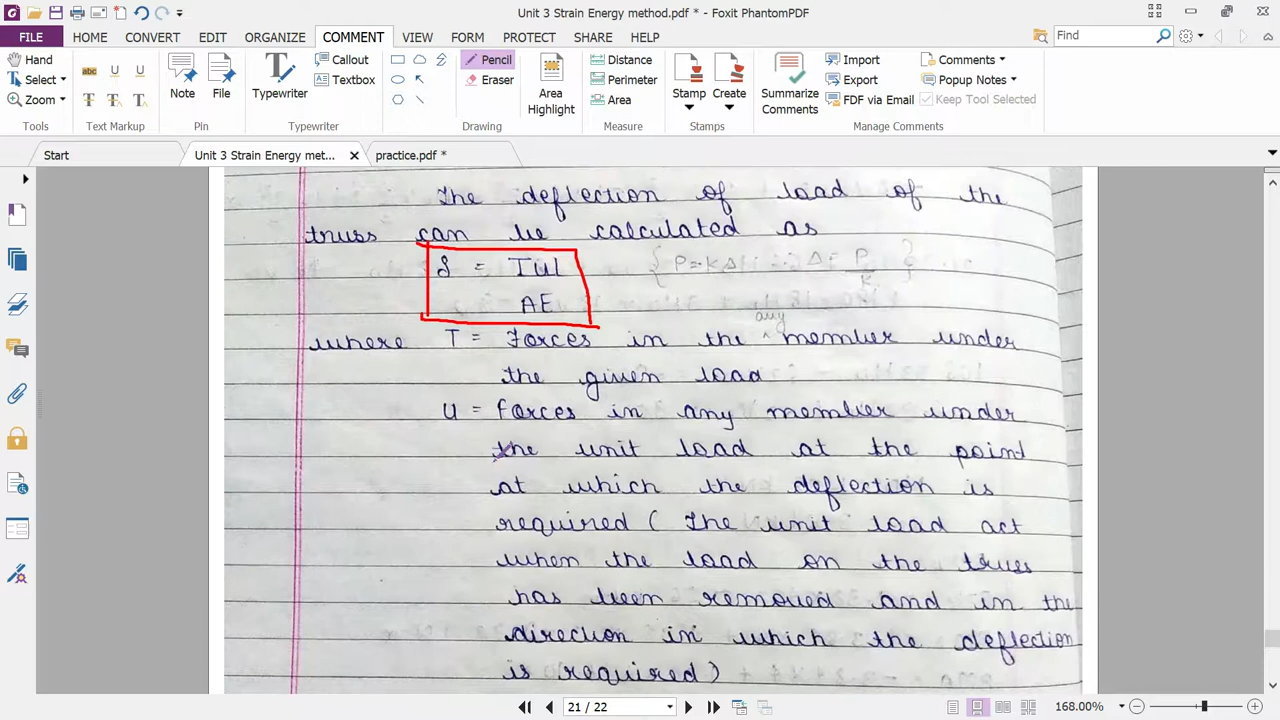 Unit 3 Strain Energy method.pdf * - Foxit PhantomPDF
FILE HOME CONVERT EDIT ORGANIZE COMMENT VIEW FORM PROTECT SHARE HELP Find
Hand Select Zoom Tools
Text Markup
Note File Pin
Typewriter Callout Textbox Typewriter
Pencil Eraser Area Highlight Drawing
Distance Perimeter Area Measure
Stamp Create Stamps
Summarize Comments Import Export FDF via Email Comments Popup Notes Keep Tool Selected Manage Comments
Start Unit 3 Strain Energy met... practice.pdf *
The deflection of load of the
truss can be calculated as
δ = TUL
AE
any
where T = Forces in the ^ member under
the given load
U = forces in any member under
the unit load at the point
at which the deflection is
required ( The unit load act
when the load on the truss
has been removed and in the
direction in which the deflection
is required )
21 / 22 168.00%